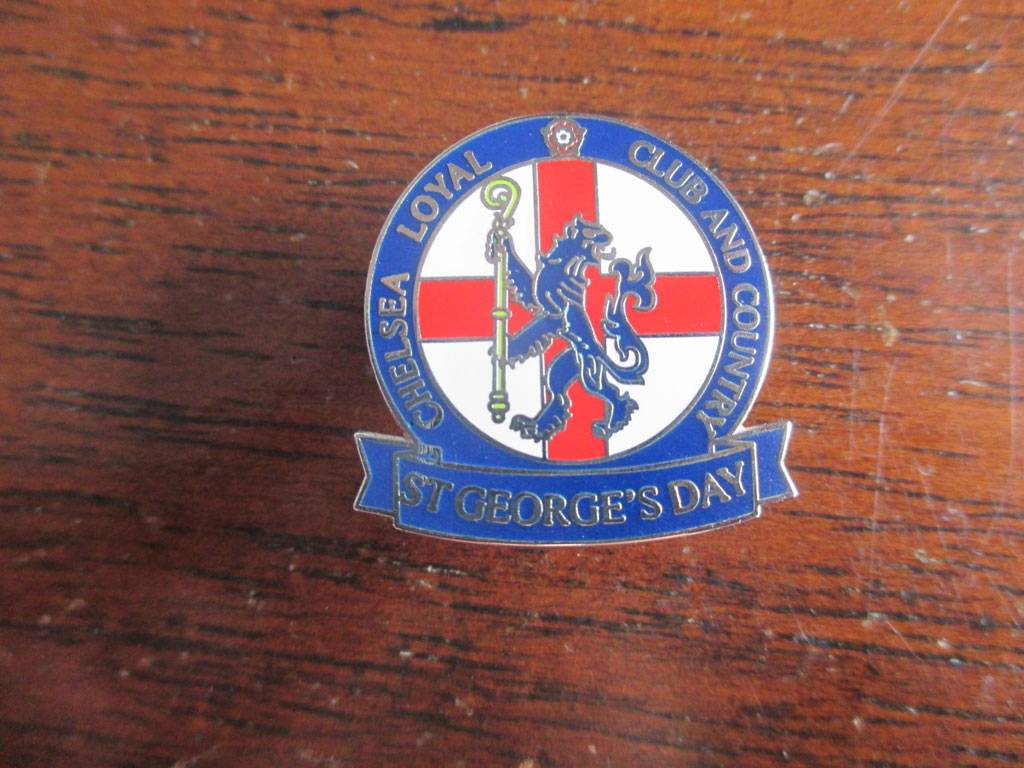 CHELSEA LOYAL
CLUB AND COUNTRY
ST GEORGE'S DAY